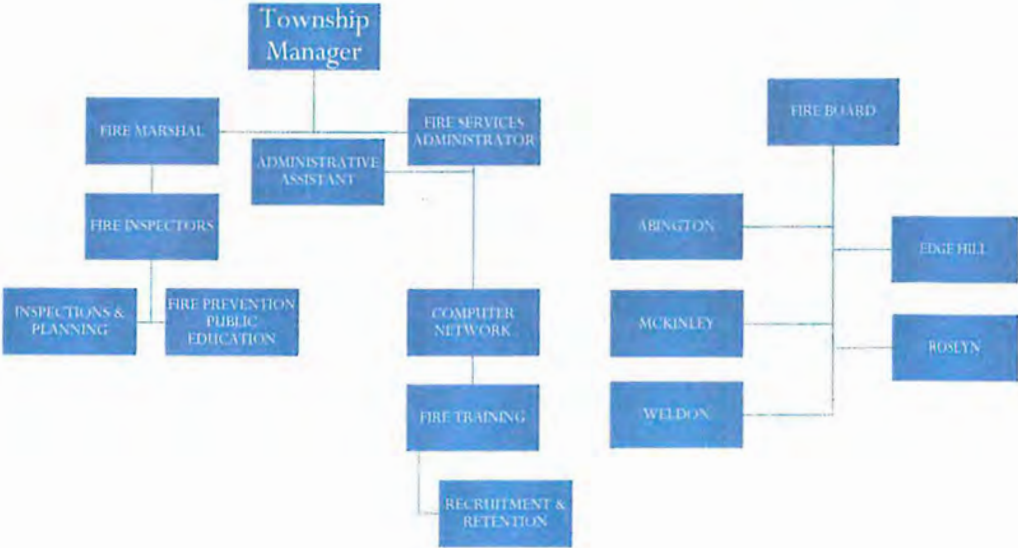 Township
Manager
FIRE MARSHAL
FIRE SERVICES
ADMINISTRATOR
ADMINISTRATIVE
ASSISTANT
FIRE INSPECTORS
INSPECTIONS &
PLANNING
FIRE PREVENTION
PUBLIC
EDUCATION
COMPUTER
NETWORK
FIRE TRAINING
RECRUITMENT &
RETENTION
FIRE BOARD
ABINGTON
EDGE HILL
MCKINLEY
ROSLYN
WELDON